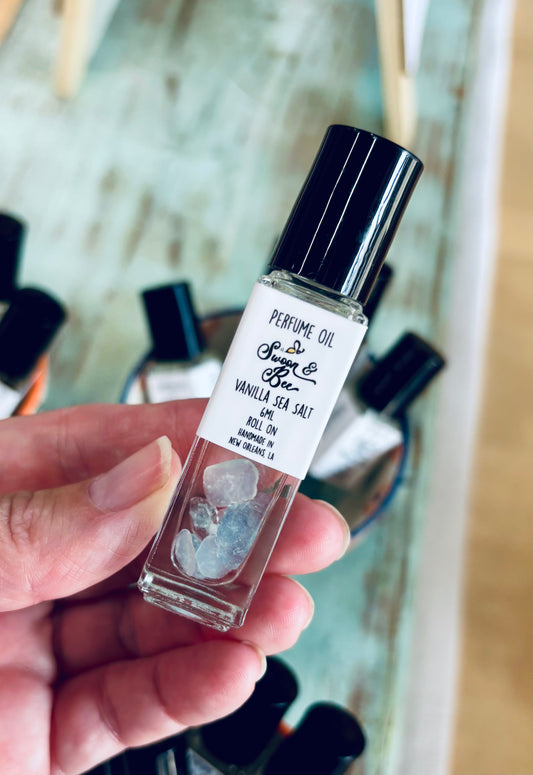 PERFUME OIL
Swoon &
Bee
VANILLA SEA SALT
6ML
ROLL ON
HANDMADE IN
NEW ORLEANS, LA